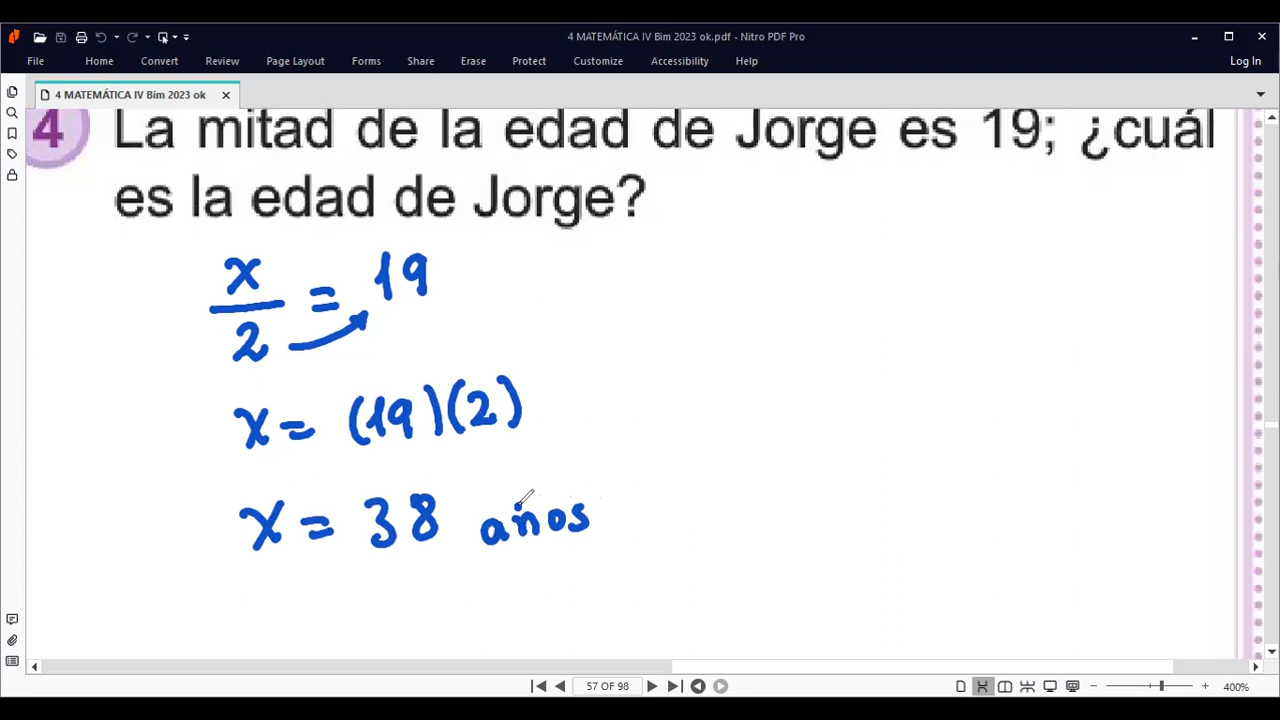 4 MATEMÁTICA IV Bim 2023 ok.pdf - Nitro PDF Pro
File Home Convert Review Page Layout Forms Share Erase Protect Customize Accessibility Help Log In
4 MATEMÁTICA IV Bim 2023 ok
4 La mitad de la edad de Jorge es 19; ¿cuál
es la edad de Jorge?
x
2 = 19
x = (19)(2)
x = 38 años
57 OF 98 400%